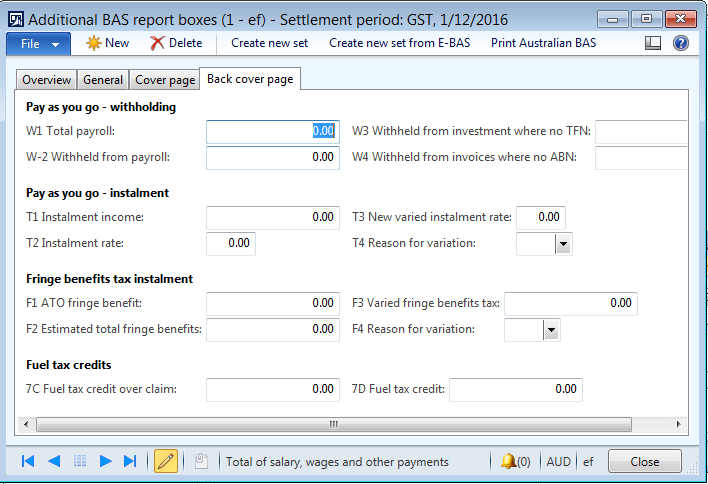 Additional BAS report boxes (1 - ef) - Settlement period: GST, 1/12/2016
File New Delete Create new set Create new set from E-BAS Print Australian BAS
Overview General Cover page Back cover page
Pay as you go - withholding
W1 Total payroll: 0.00 W3 Withheld from investment where no TFN:
W-2 Withheld from payroll: 0.00 W4 Withheld from invoices where no ABN:
Pay as you go - instalment
T1 Instalment income: 0.00 T3 New varied instalment rate: 0.00
T2 Instalment rate: 0.00 T4 Reason for variation:
Fringe benefits tax instalment
F1 ATO fringe benefit: 0.00 F3 Varied fringe benefits tax: 0.00
F2 Estimated total fringe benefits: 0.00 F4 Reason for variation:
Fuel tax credits
7C Fuel tax credit over claim: 0.00 7D Fuel tax credit: 0.00
Total of salary, wages and other payments (0) AUD ef Close